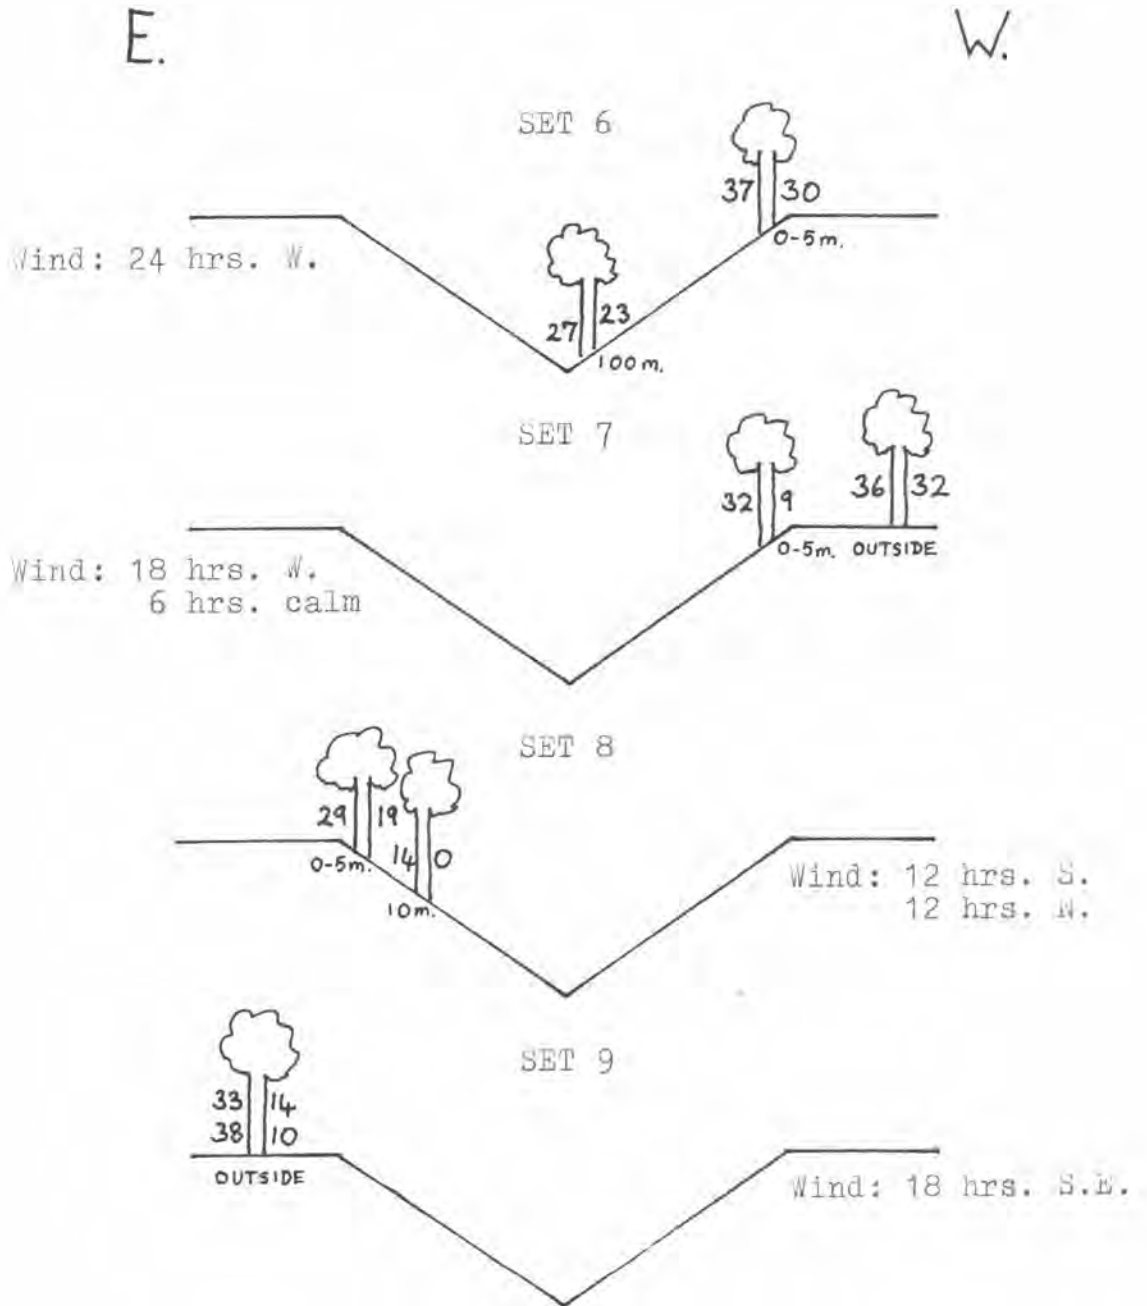 E. W.
SET 6
37 30
0-5m.
Wind: 24 hrs. W.
27 23
100m.
SET 7
32 9 36 32
0-5m. OUTSIDE
Wind: 18 hrs. W.
6 hrs. calm
SET 8
29 19
14 0
0-5m.
10m.
Wind: 12 hrs. S.
12 hrs.
SET 9
33 14
38 10
OUTSIDE
Wind: 18 hrs. S.E.